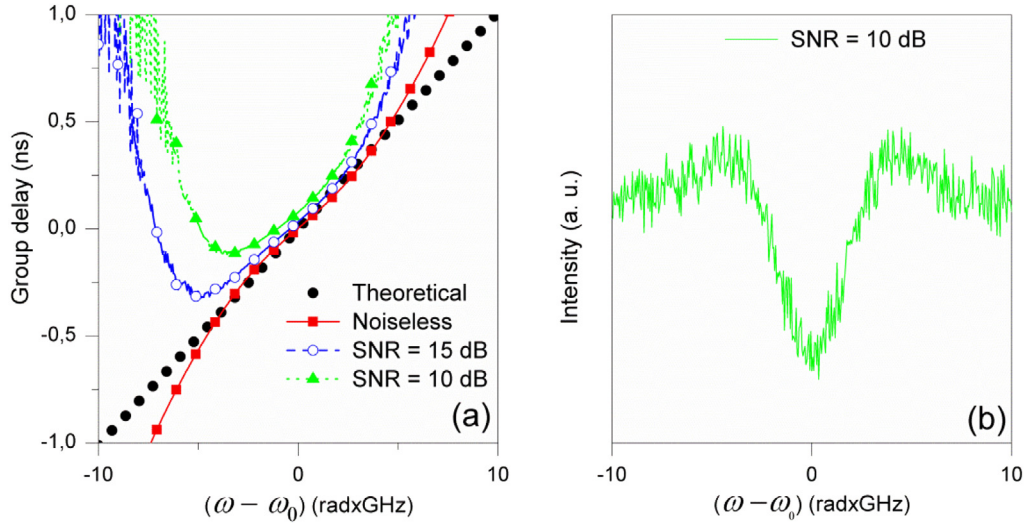 1,0
0,5
0,0
-0,5
-1,0
Group delay (ns)
Theoretical
Noiseless
SNR = 15 dB
SNR = 10 dB
(a)
-10
0
10
(ω − ω0) (radxGHz)
SNR = 10 dB
Intensity (a. u.)
(b)
-10
0
10
(ω − ω0) (radxGHz)